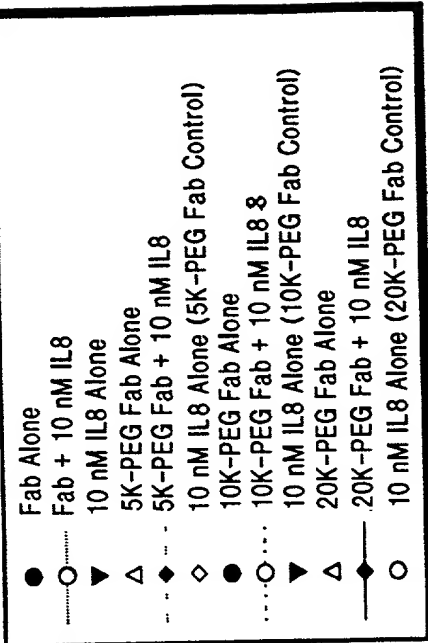 Fab Alone
Fab + 10 nM IL8
10 nM IL8 Alone
5K-PEG Fab Alone
5K-PEG Fab + 10 nM IL8
10 nM IL8 Alone (5K-PEG Fab Control)
10K-PEG Fab Alone
10K-PEG Fab + 10 nM IL8 8
10 nM IL8 Alone (10K-PEG Fab Control)
20K-PEG Fab Alone
20K-PEG Fab + 10 nM IL8
10 nM IL8 Alone (20K-PEG Fab Control)